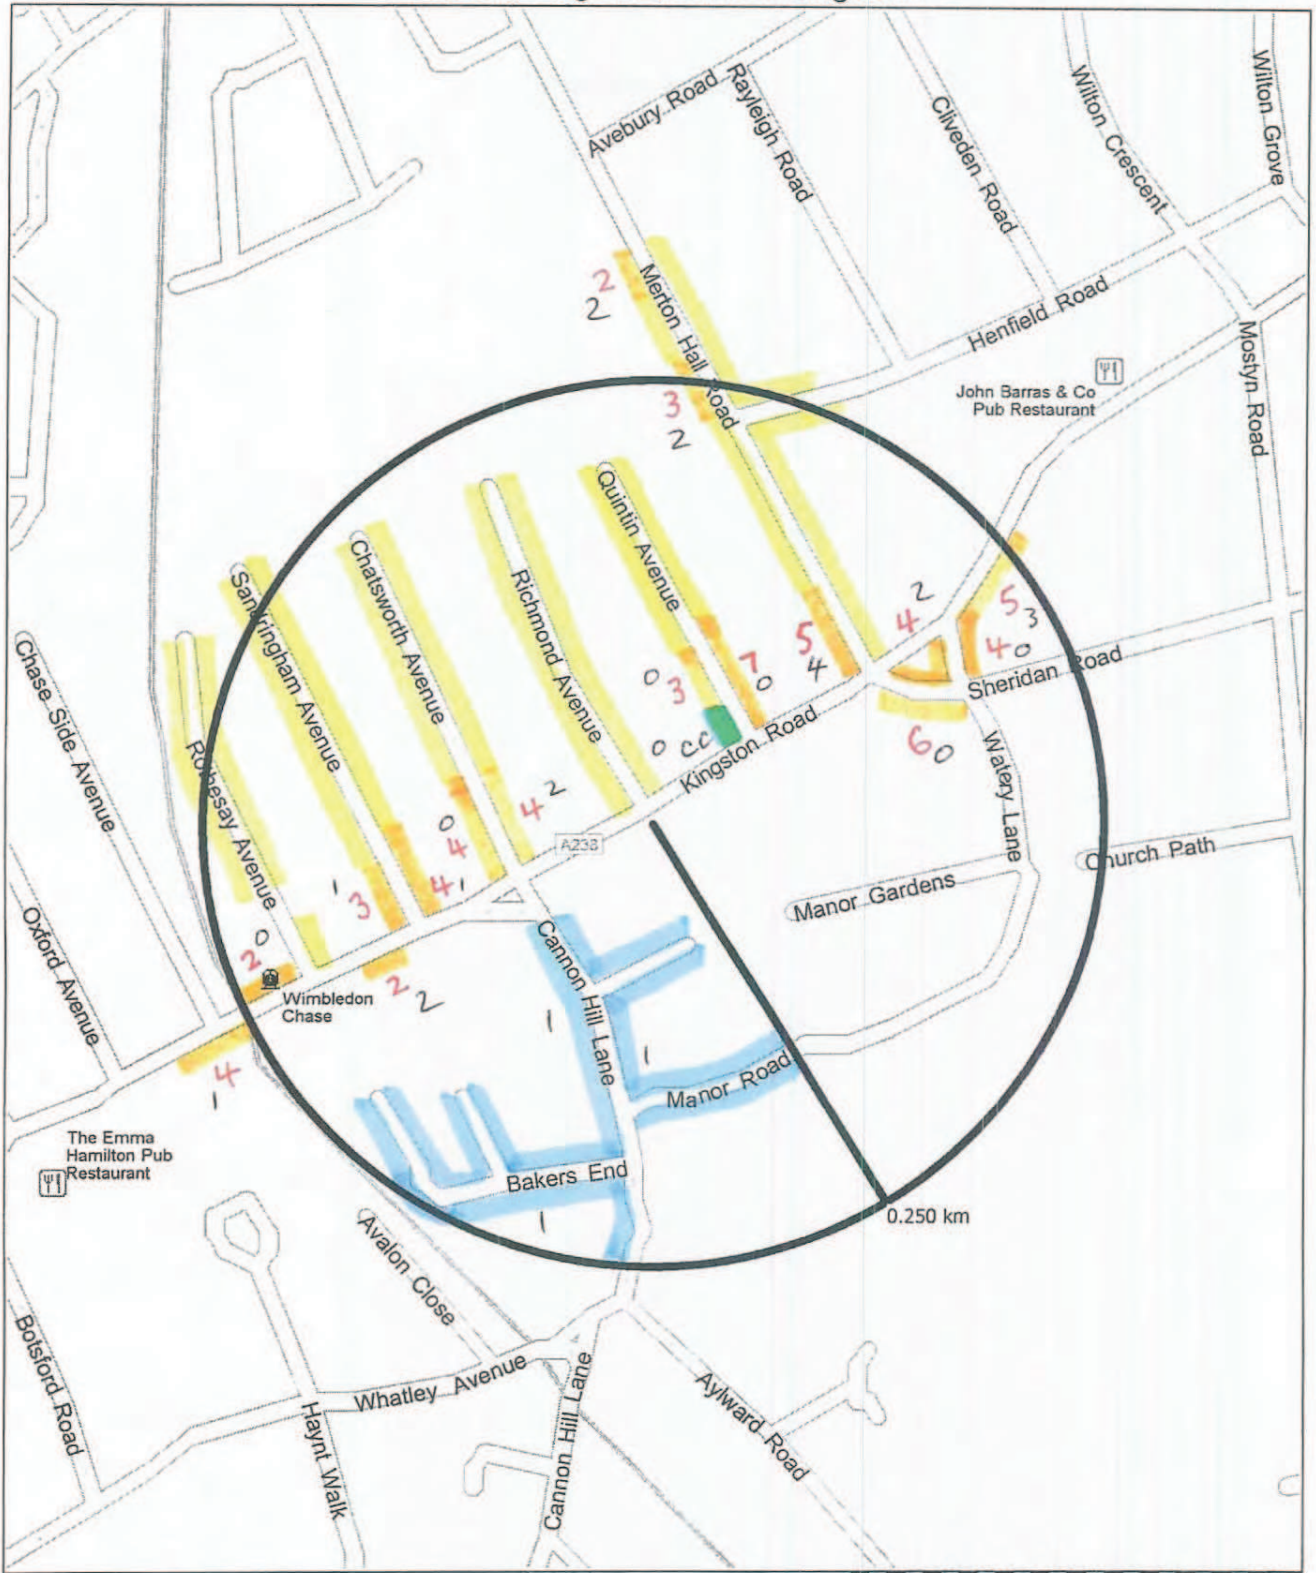 Avebury Road
Rayleigh Road
Cliveden Road
Wilton Crescent
Wilton Grove
2
2
Merton Hall Road
Henfield Road
Mostyn Road
John Barras & Co
Pub Restaurant
3
2
Quintin Avenue
Chatsworth Avenue
Sandringham Avenue
Richmond Avenue
Chase Side Avenue
Rothesay Avenue
2
4
5
3
4
0
5
4
7
0
0
3
0
CC
Sheridan Road
Kingston Road
6
0
Watery Lane
Church Path
Manor Gardens
4
2
0
4
A238
1
3
4
1
0
2
Oxford Avenue
Wimbledon
Chase
2
2
Cannon Hill Lane
4
1
1
1
Manor Road
The Emma
Hamilton Pub
Restaurant
Bakers End
1
0.250 km
Avalon Close
Botsford Road
Whatley Avenue
Haynt Walk
Cannon Hill Lane
Aylward Road